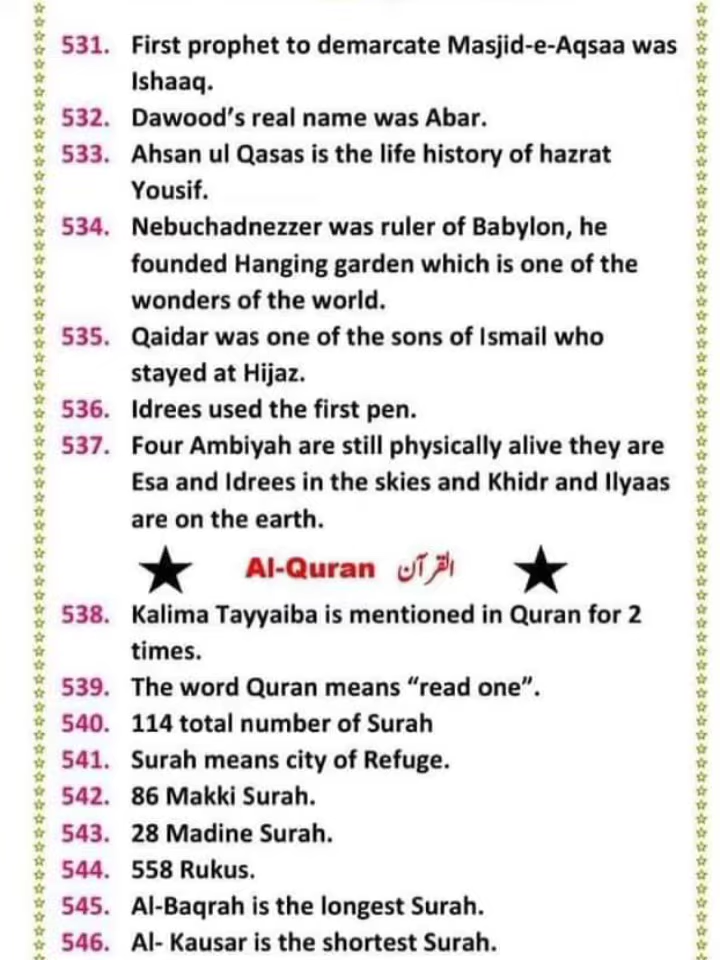 531. First prophet to demarcate Masjid-e-Aqsaa was
Ishaaq.
532. Dawood’s real name was Abar.
533. Ahsan ul Qasas is the life history of hazrat
Yousif.
534. Nebuchadnezzer was ruler of Babylon, he
founded Hanging garden which is one of the
wonders of the world.
535. Qaidar was one of the sons of Ismail who
stayed at Hijaz.
536. Idrees used the first pen.
537. Four Ambiyah are still physically alive they are
Esa and Idrees in the skies and Khidr and Ilyaas
are on the earth.
Al-Quran القرآن
538. Kalima Tayyaiba is mentioned in Quran for 2
times.
539. The word Quran means “read one”.
540. 114 total number of Surah
541. Surah means city of Refuge.
542. 86 Makki Surah.
543. 28 Madine Surah.
544. 558 Rukus.
545. Al-Baqrah is the longest Surah.
546. Al- Kausar is the shortest Surah.